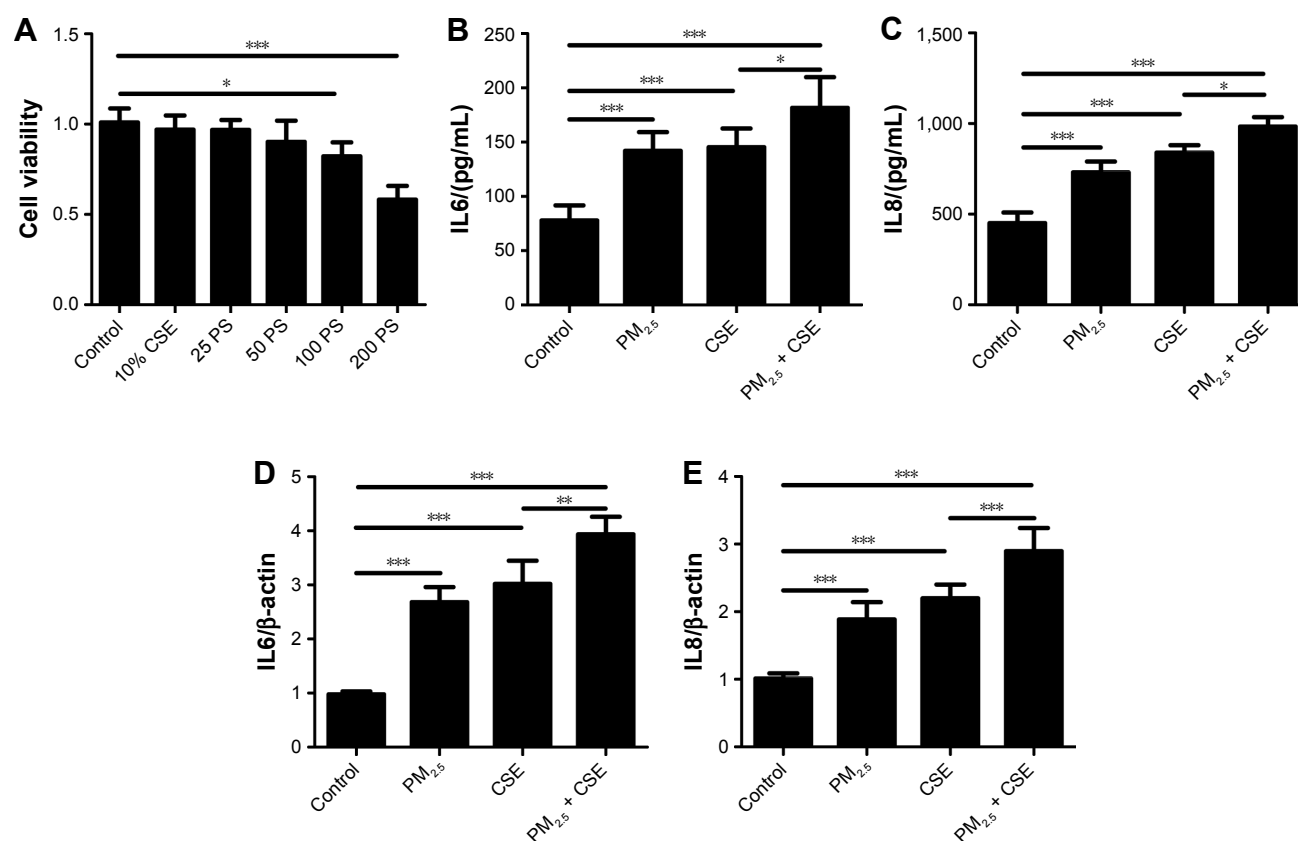 A
1.5
1.0
0.5
0.0
Cell viability
***
*
Control
10% CSE
25 PS
50 PS
100 PS
200 PS
B
250
200
150
100
50
0
IL6/(pg/mL)
***
*
***
***
Control
PM2.5
CSE
PM2.5 + CSE
C
1,500
1,000
500
0
IL8/(pg/mL)
***
*
***
***
Control
PM2.5
CSE
PM2.5 + CSE
D
5
4
3
2
1
0
IL6/β-actin
***
**
***
***
Control
PM2.5
CSE
PM2.5 + CSE
E
4
3
2
1
0
IL8/β-actin
***
***
***
***
Control
PM2.5
CSE
PM2.5 + CSE